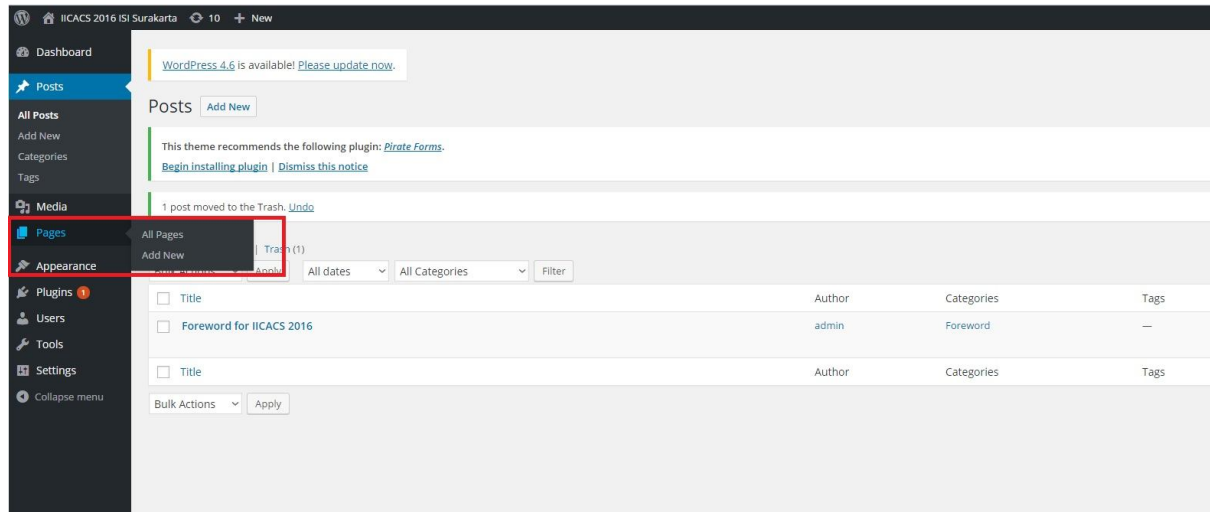 IICACS 2016 ISI Surakarta 10 + New
Dashboard
WordPress 4.6 is available! Please update now.
Posts
Posts Add New
All Posts
Add New
Categories
Tags
This theme recommends the following plugin: Pirate Forms.
Begin installing plugin | Dismiss this notice
Media
1 post moved to the Trash. Undo
Pages
All Pages
Add New
| Trash (1)
Appearance
Bulk Actions Apply All dates All Categories Filter
Plugins 1
Users
Tools
Settings
Collapse menu
Title Author Categories Tags
Foreword for IICACS 2016 admin Foreword —
Title Author Categories Tags
Bulk Actions Apply